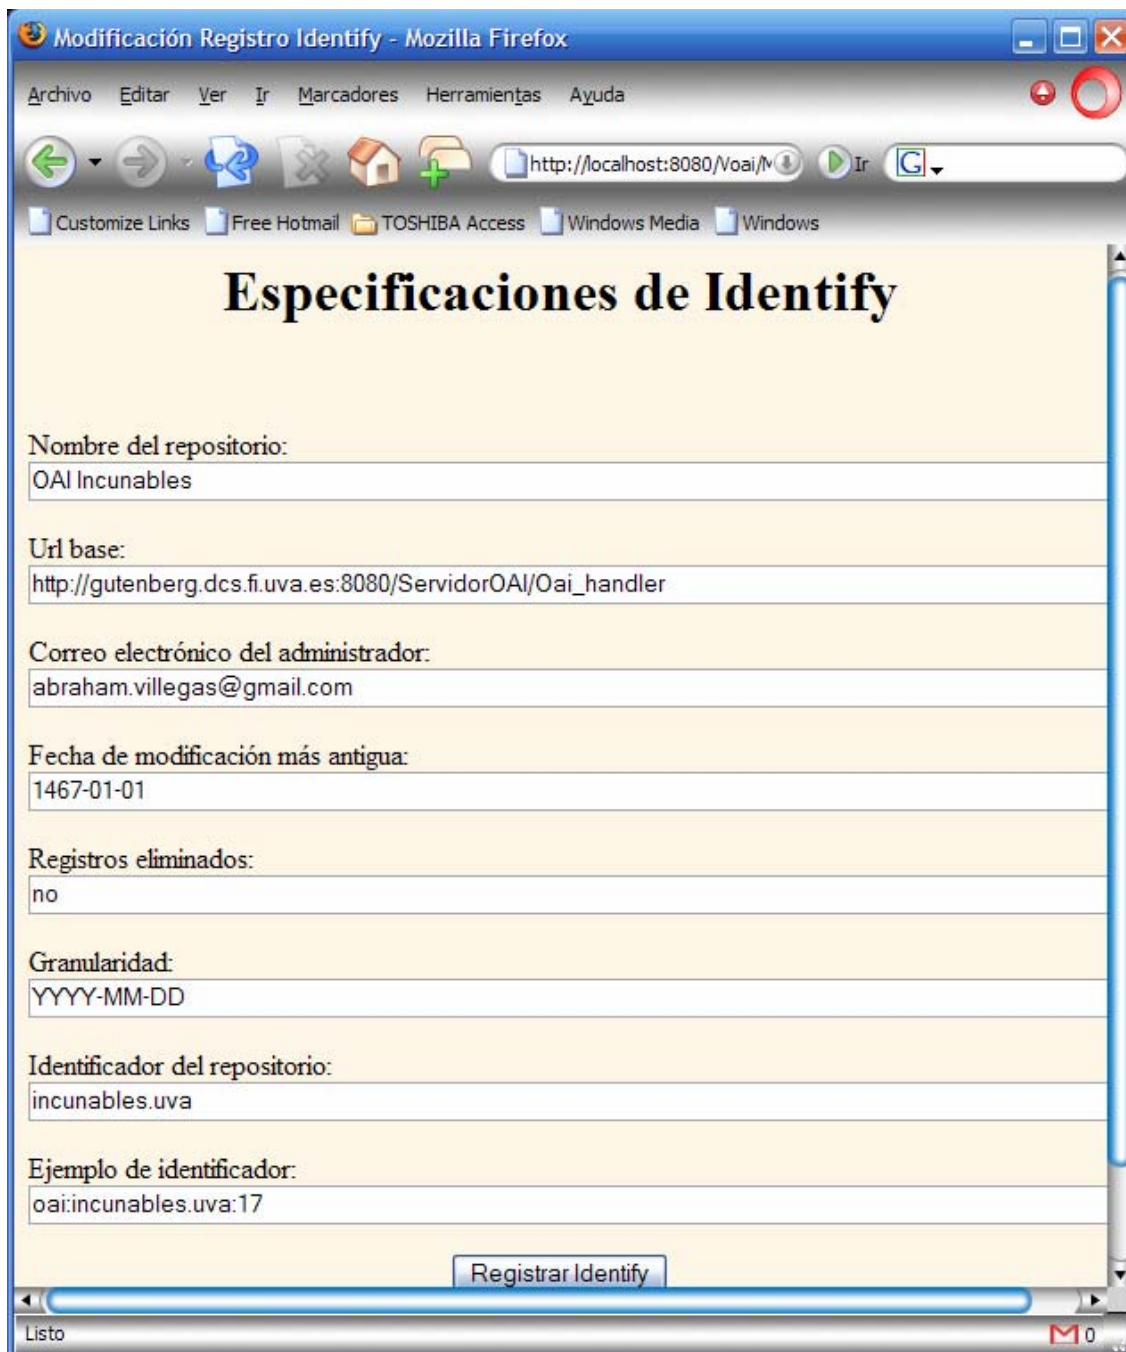 Modificación Registro Identify - Mozilla Firefox
Archivo Editar Ver Ir Marcadores Herramientas Ayuda
http://localhost:8080/Voai/M Ir G
Customize Links Free Hotmail TOSHIBA Access Windows Media Windows
Especificaciones de Identify
Nombre del repositorio:
OAI Incunables
Url base:
http://gutenberg.dcs.fi.uva.es:8080/ServidorOAI/Oai_handler
Correo electrónico del administrador:
abraham.villegas@gmail.com
Fecha de modificación más antigua:
1467-01-01
Registros eliminados:
no
Granularidad:
YYYY-MM-DD
Identificador del repositorio:
incunables.uva
Ejemplo de identificador:
oai:incunables.uva:17
Registrar Identify
Listo 0